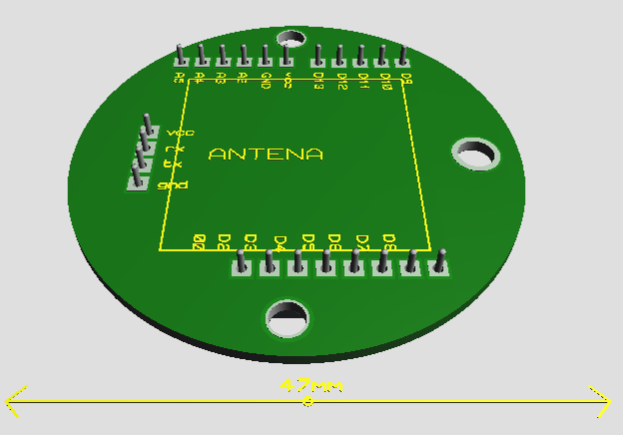 A5 A4 A3 A2 GND vcc D13 D12 D11 D10 D9
vcc
rx
tx
gnd
ANTENA
D2 D3 D4 D5 D6 D7 D8
47mm